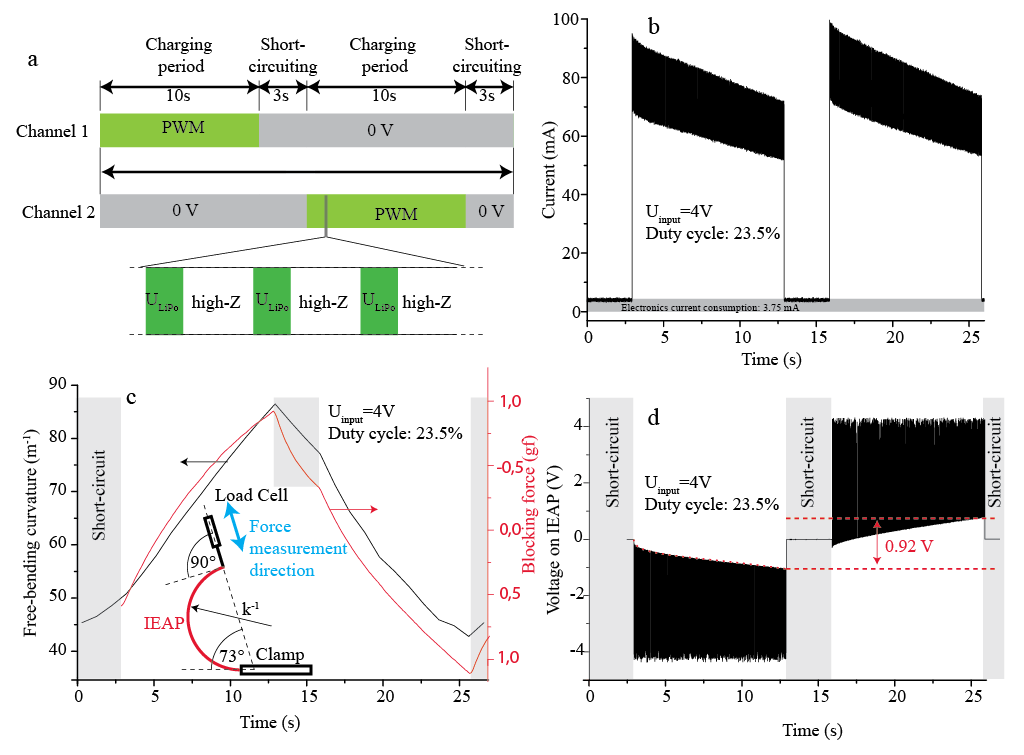 a
Charging
period
Short-
circuiting
Charging
period
Short-
circuiting
10s
3s
10s
3s
Channel 1
PWM
0 V
Channel 2
0 V
PWM
0 V
ULiPo
high-Z
ULiPo
high-Z
ULiPo
high-Z
b
Current (mA)
100
80
60
40
20
0
Uinput=4V
Duty cycle: 23.5%
Electronics current consumption: 3.75 mA
0
5
10
15
20
25
Time (s)
c
Free-bending curvature (m-1)
90
80
70
60
50
40
Short-circuit
Uinput=4V
Duty cycle: 23.5%
Load Cell
Force
measurement
direction
90°
IEAP
k-1
73°
Clamp
Blocking force (gf)
1,0
-0,5
0,0
0,5
1,0
0
5
10
15
20
25
Time (s)
d
Voltage on IEAP (V)
4
2
0
-2
-4
Short-circuit
Short-circuit
Short-circuit
Uinput=4V
Duty cycle: 23.5%
0.92 V
0
5
10
15
20
25
Time (s)